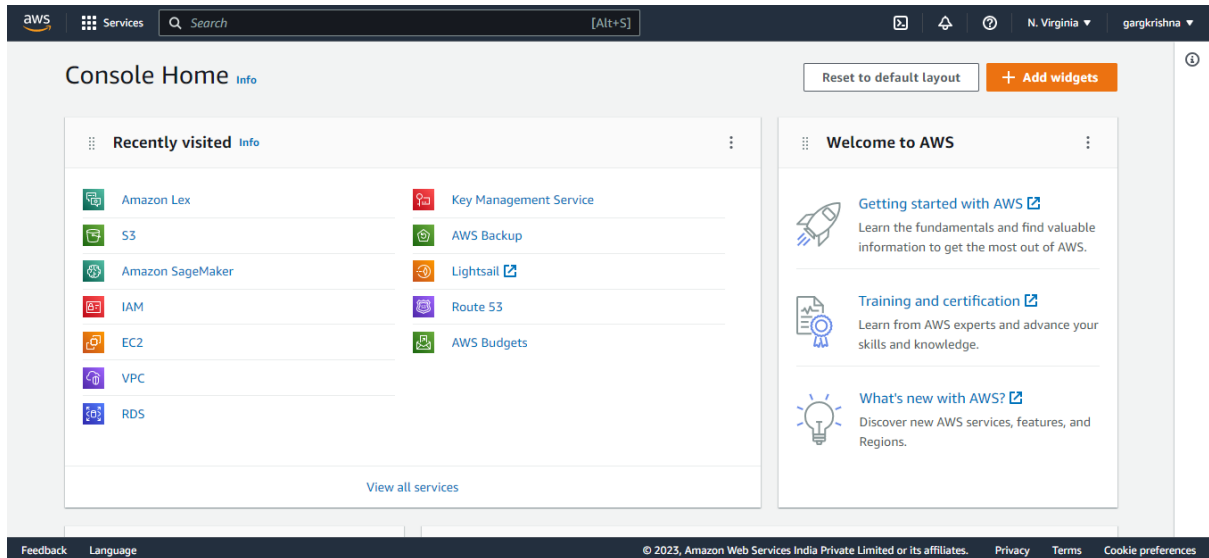 aws
Services
Search
[Alt+S]
N. Virginia
gargkrishna
Console Home Info
Reset to default layout
Add widgets
Recently visited Info
Amazon Lex
S3
Amazon SageMaker
IAM
EC2
VPC
RDS
Key Management Service
AWS Backup
Lightsail
Route 53
AWS Budgets
View all services
Welcome to AWS
Getting started with AWS
Learn the fundamentals and find valuable
information to get the most out of AWS.
Training and certification
Learn from AWS experts and advance your
skills and knowledge.
What's new with AWS?
Discover new AWS services, features, and
Regions.
Feedback
Language
© 2023, Amazon Web Services India Private Limited or its affiliates.
Privacy
Terms
Cookie preferences